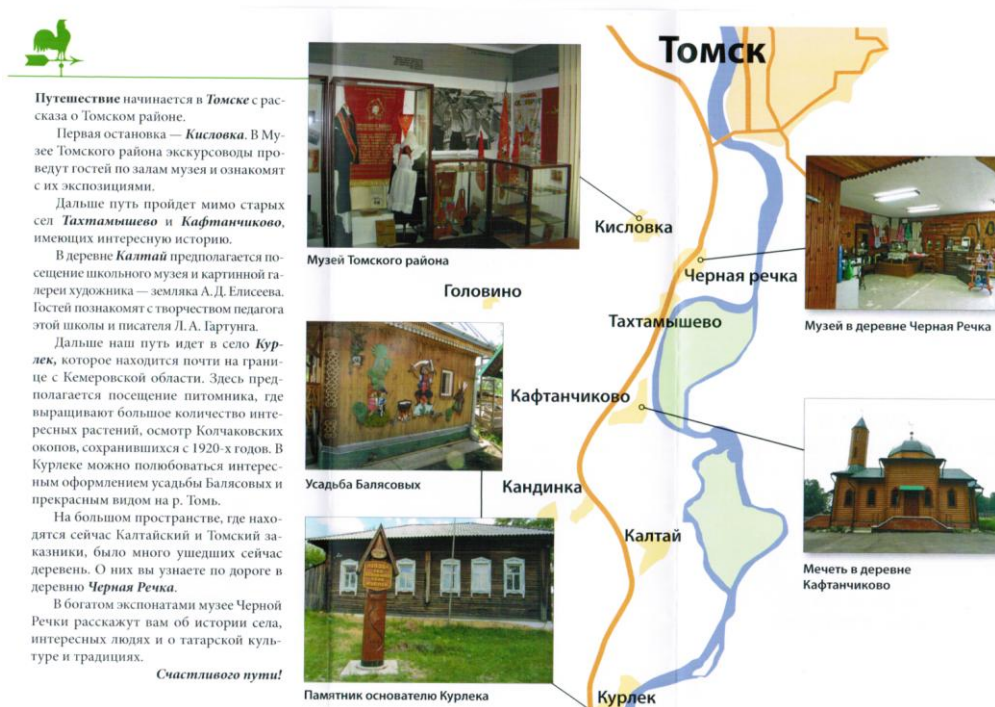 Путешествие начинается в Томске с рас-
сказа о Томском районе.
Первая остановка — Кисловка. В Му-
зее Томского района экскурсоводы про-
ведут гостей по залам музея и ознакомят
с их экспозициями.
Дальше путь пройдет мимо старых
сел Тахтамышево и Кафтанчиково,
имеющих интересную историю.
В деревне Калтай предполагается по-
сещение школьного музея и картинной га-
лереи художника — земляка А. Д. Елисеева.
Гостей познакомят с творчеством педагога
этой школы и писателя Л. А. Гартунга.
Дальше наш путь идет в село Кур-
лек, которое находится почти на грани-
це с Кемеровской области. Здесь пред-
полагается посещение питомника, где
выращивают большое количество инте-
ресных растений, осмотр Колчаковских
окопов, сохранившихся с 1920-х годов. В
Курлеке можно полюбоваться интерес-
ным оформлением усадьбы Балясовых и
прекрасным видом на р. Томь.
На большом пространстве, где нахо-
дятся сейчас Калтайский и Томский за-
казники, было много ушедших сейчас
деревень. О них вы узнаете по дороге в
деревню Черная Речка.
В богатом экспонатами музее Черной
Речки расскажут вам об истории села,
интересных людях и о татарской куль-
туре и традициях.
Счастливого пути!
Музей Томского района
Усадьба Балясовых
Памятник основателю Курлека
Томск
Кисловка
Черная речка
Головино
Тахтамышево
Кафтанчиково
Кандинка
Калтай
Курлек
Музей в деревне Черная Речка
Мечеть в деревне
Кафтанчиково